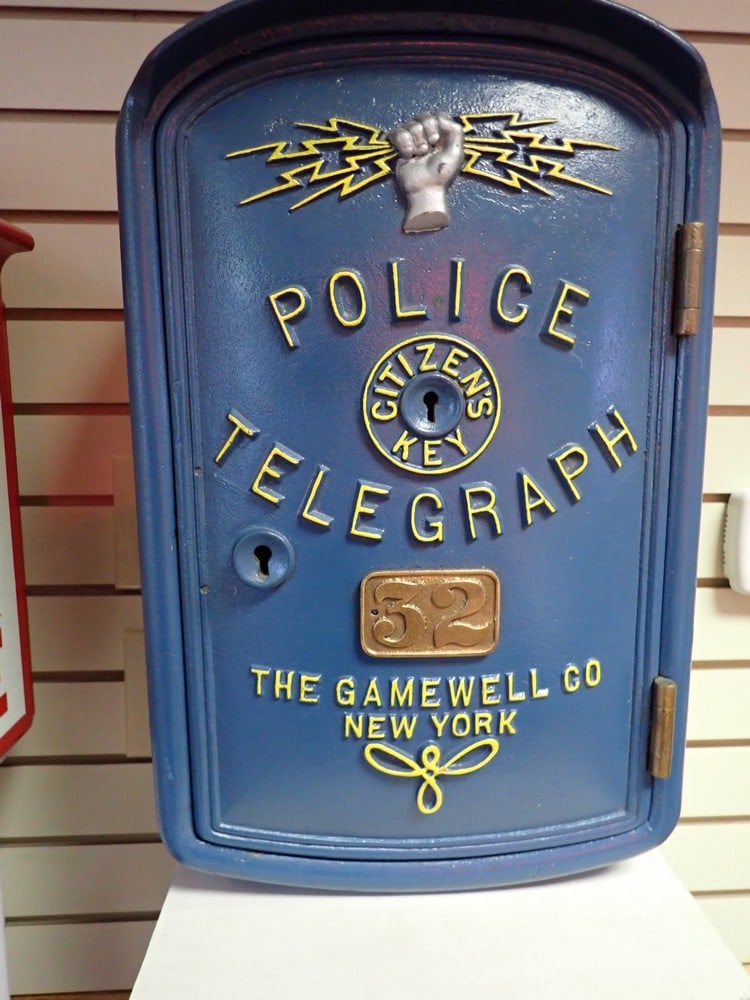 POLICE
CITIZEN'S
KEY
TELEGRAPH
32
THE GAMEWELL CO
NEW YORK